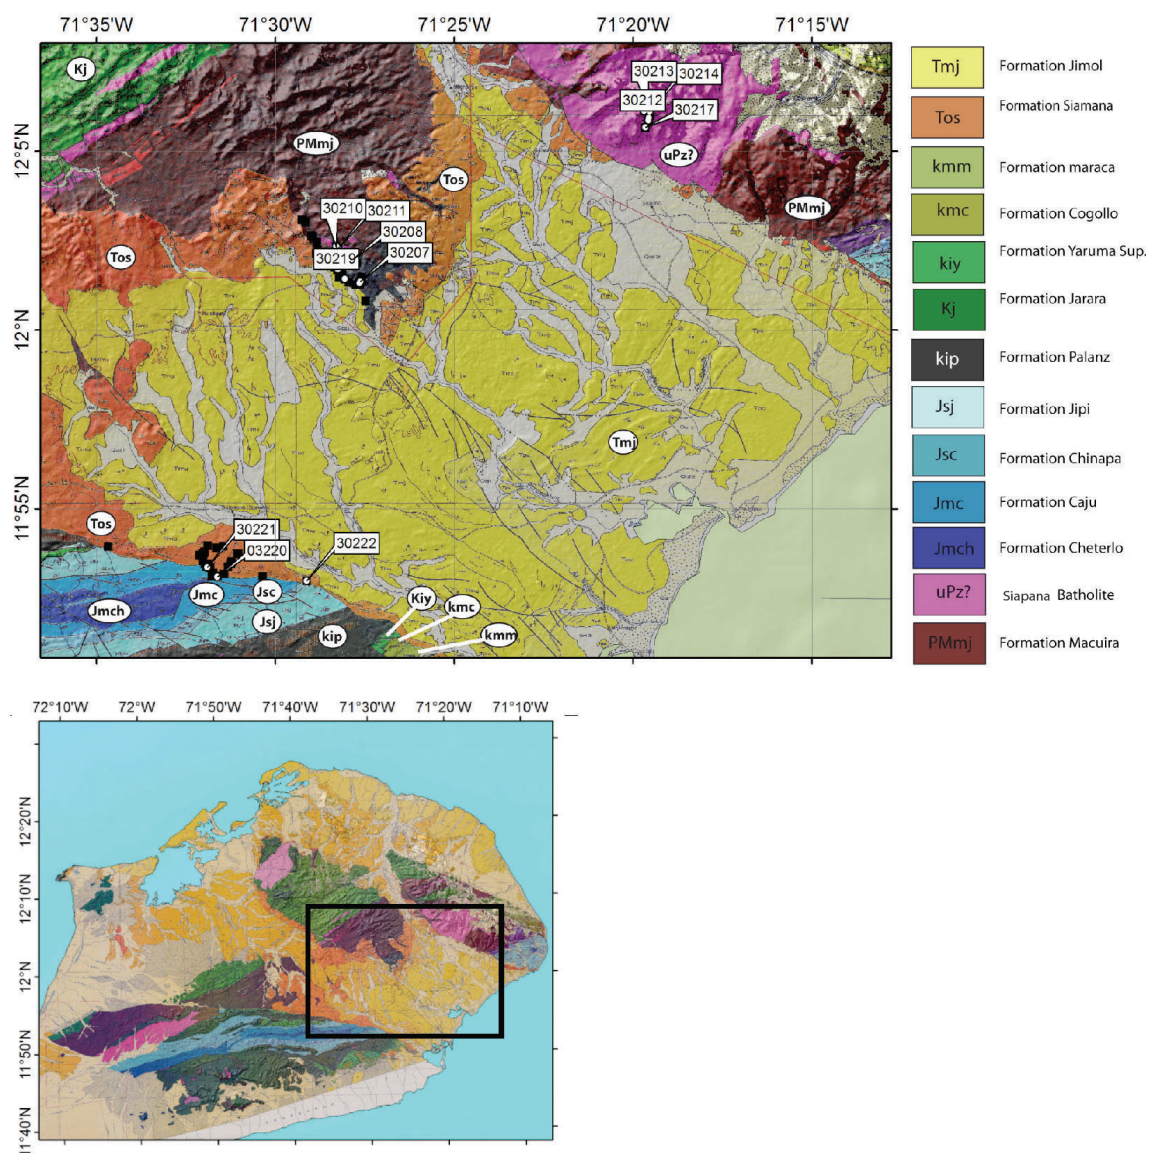 71°35'W 71°30'W 71°25'W 71°20'W 71°15'W
12°5'N
12°N
11°55'N
Kj
PMmj
Tos
30213
30214
30212
30217
uPz?
PMmj
30210
30211
30208
30219
30207
Tos
Tmj
Tos
30221
03220
30222
Jmch
Jmc
Jsc
Jsj
kip
Kiy
kmc
kmm
Tmj Formation Jimol
Tos Formation Siamana
kmm Formation maraca
kmc Formation Cogollo
kiy Formation Yaruma Sup.
Kj Formation Jarara
kip Formation Palanz
Jsj Formation Jipi
Jsc Formation Chinapa
Jmc Formation Caju
Jmch Formation Cheterlo
uPz? Siapana Batholite
PMmj Formation Macuira
72°10'W 72°W 71°50'W 71°40'W 71°30'W 71°20'W 71°10'W
12°20'N
12°10'N
12°N
11°50'N
11°40'N